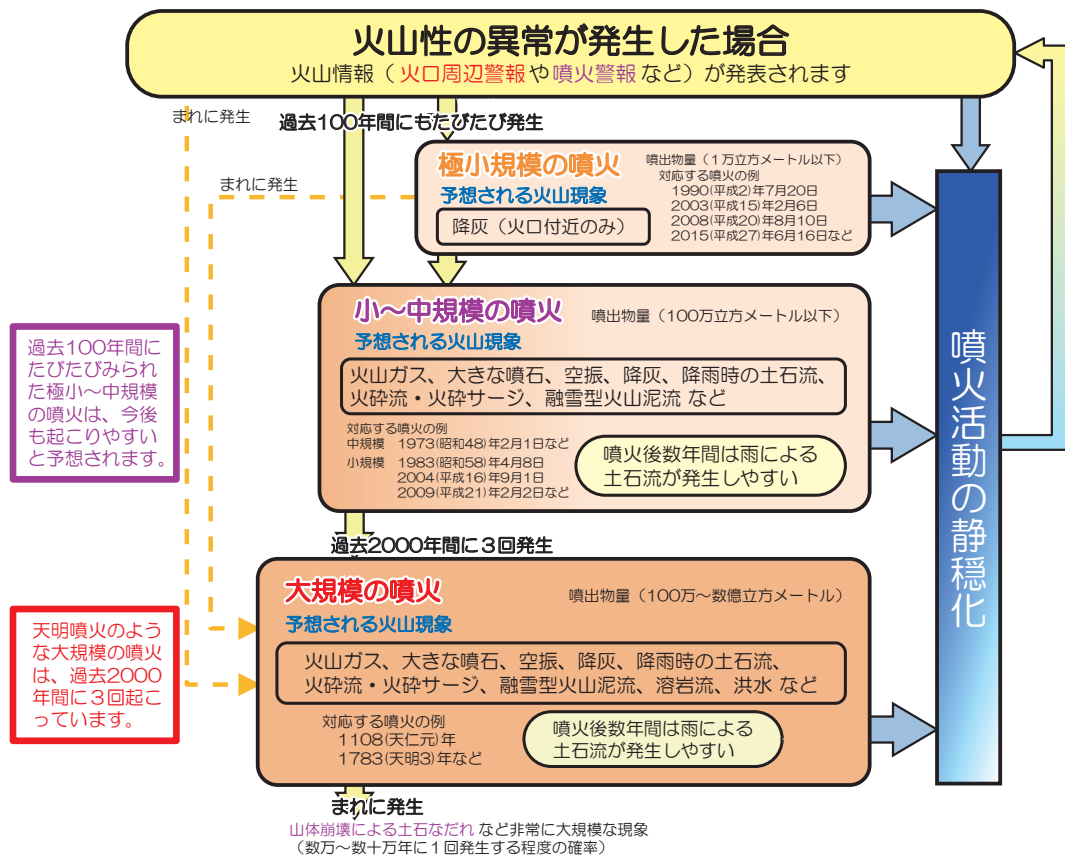 火山性の異常が発生した場合
火山情報（火口周辺警報や噴火警報など）が発表されます
まれに発生
過去100年間にもたびたび発生
極小規模の噴火
噴出物量（1万立方メートル以下）
対応する噴火の例
1990(平成2)年7月20日
2003(平成15)年2月6日
2008(平成20)年8月10日
2015(平成27)年6月16日など
予想される火山現象
降灰（火口付近のみ）
まれに発生
小～中規模の噴火
噴出物量（100万立方メートル以下）
予想される火山現象
火山ガス、大きな噴石、空振、降灰、降雨時の土石流、
火砕流・火砕サージ、融雪型火山泥流 など
対応する噴火の例
中規模 1973(昭和48)年2月1日など
小規模 1983(昭和58)年4月8日
2004(平成16)年9月1日
2009(平成21)年2月2日など
噴火後数年間は雨による
土石流が発生しやすい
過去100年間に
たびたびみられ
た極小～中規模
の噴火は、今後
も起こりやすい
と予想されます。
過去2000年間に3回発生
大規模の噴火
噴出物量（100万～数億立方メートル）
予想される火山現象
火山ガス、大きな噴石、空振、降灰、降雨時の土石流、
火砕流・火砕サージ、融雪型火山泥流、溶岩流、洪水 など
対応する噴火の例
1108(天仁元)年
1783(天明3)年など
噴火後数年間は雨による
土石流が発生しやすい
天明噴火のよう
な大規模の噴火
は、過去2000
年間に3回起こ
っています。
まれに発生
山体崩壊による土石なだれ など非常に大規模な現象
（数万～数十万年に1回発生する程度の確率）
噴火活動の静穏化